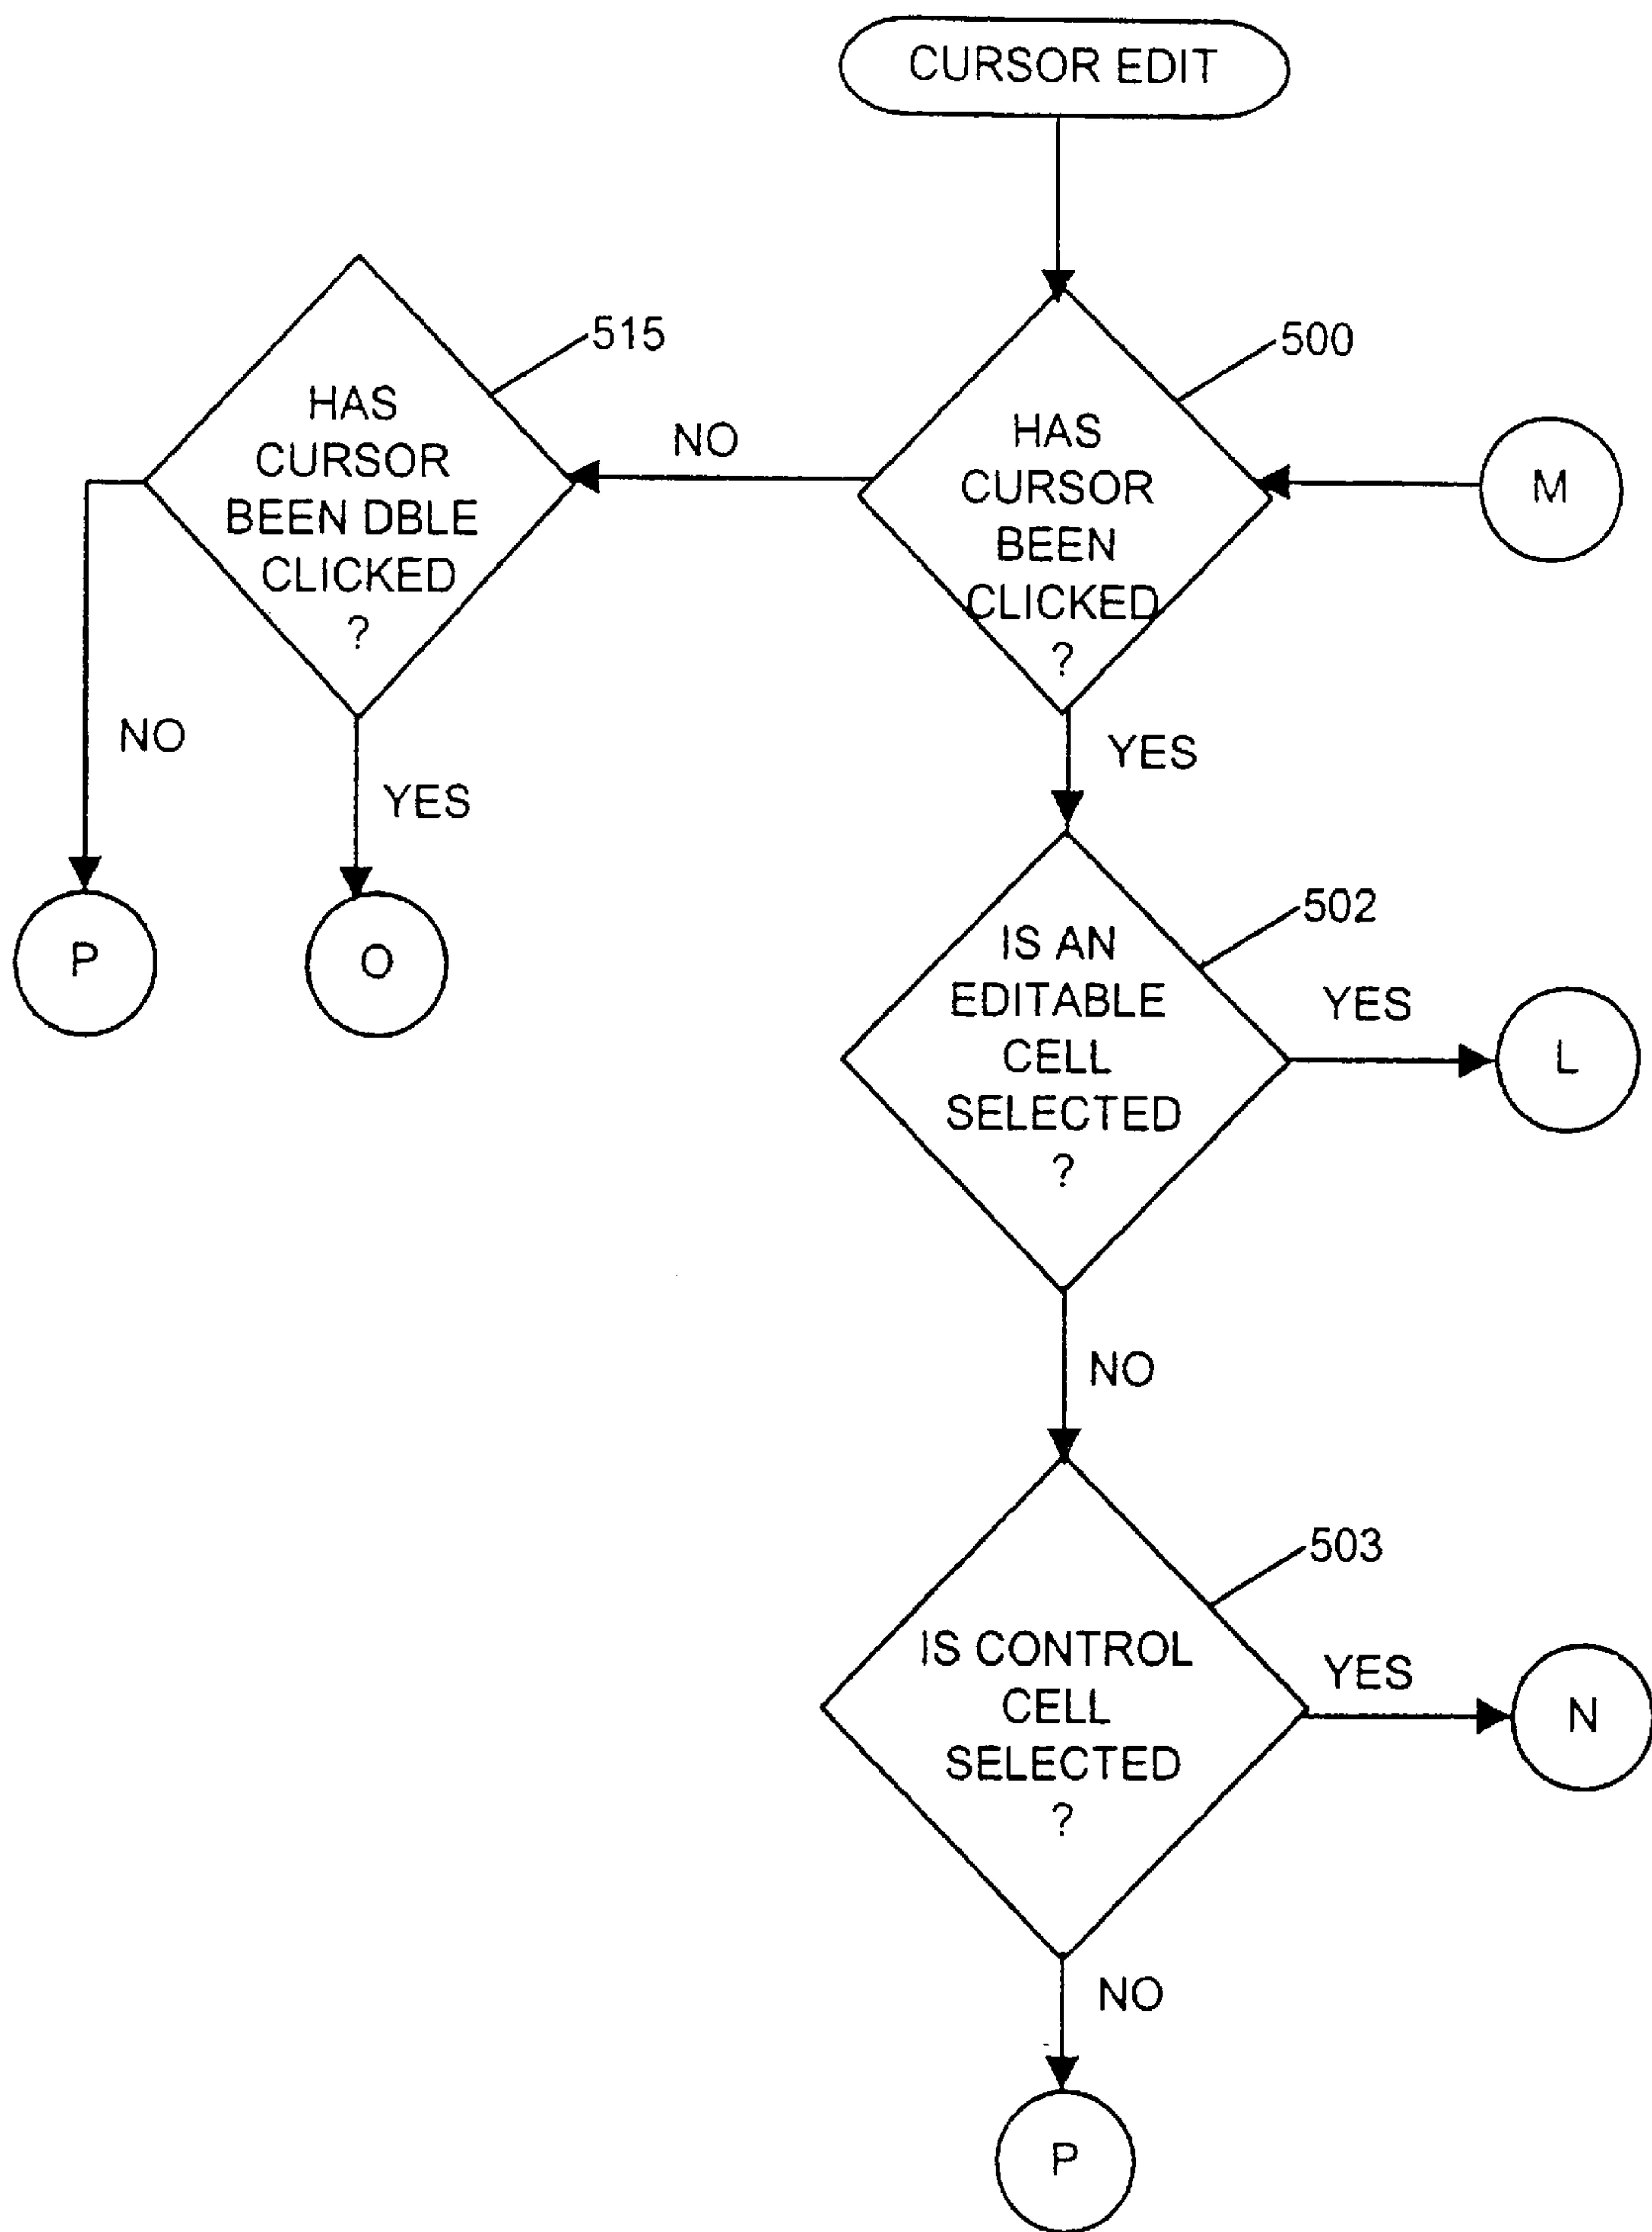 CURSOR EDIT
515
HAS
CURSOR
BEEN DBLE
CLICKED
?
NO
500
HAS
CURSOR
BEEN
CLICKED
?
M
NO
YES
YES
P
O
502
IS AN
EDITABLE
CELL
SELECTED
?
YES
L
NO
503
IS CONTROL
CELL
SELECTED
?
YES
N
NO
P